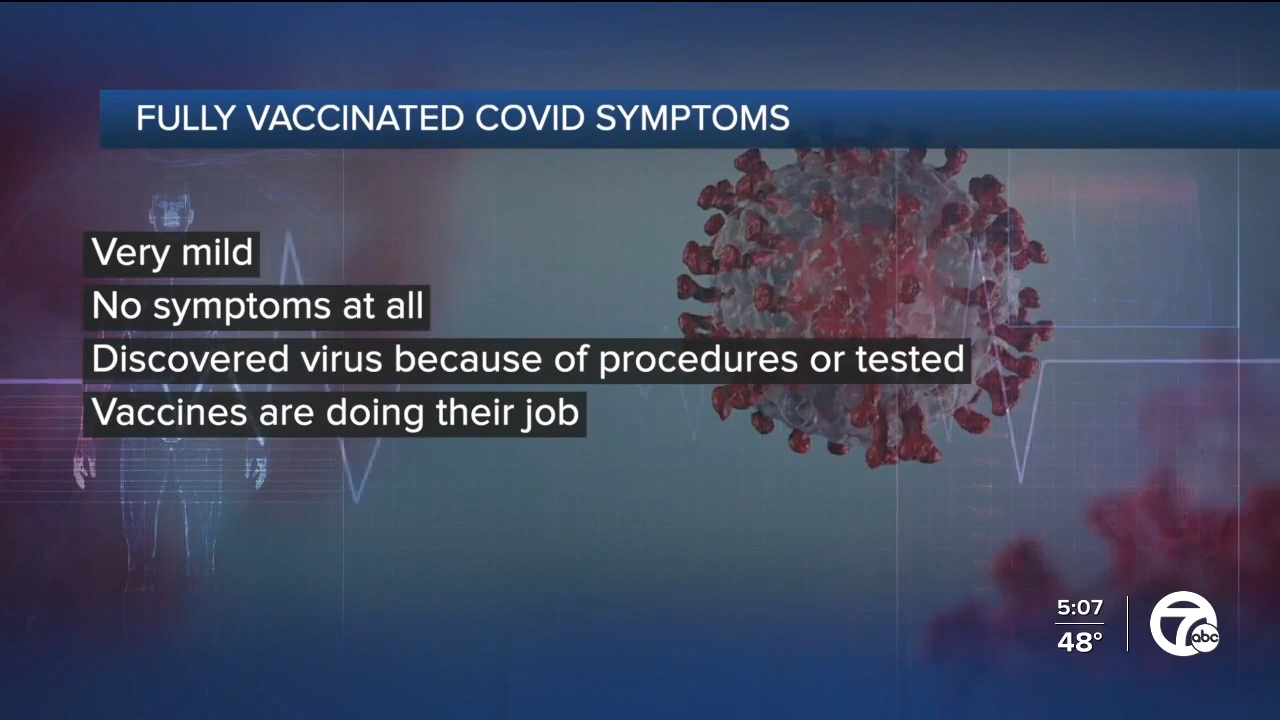 FULLY VACCINATED COVID SYMPTOMS
Very mild
No symptoms at all
Discovered virus because of procedures or tested
Vaccines are doing their job
5:07
48°
7 abc